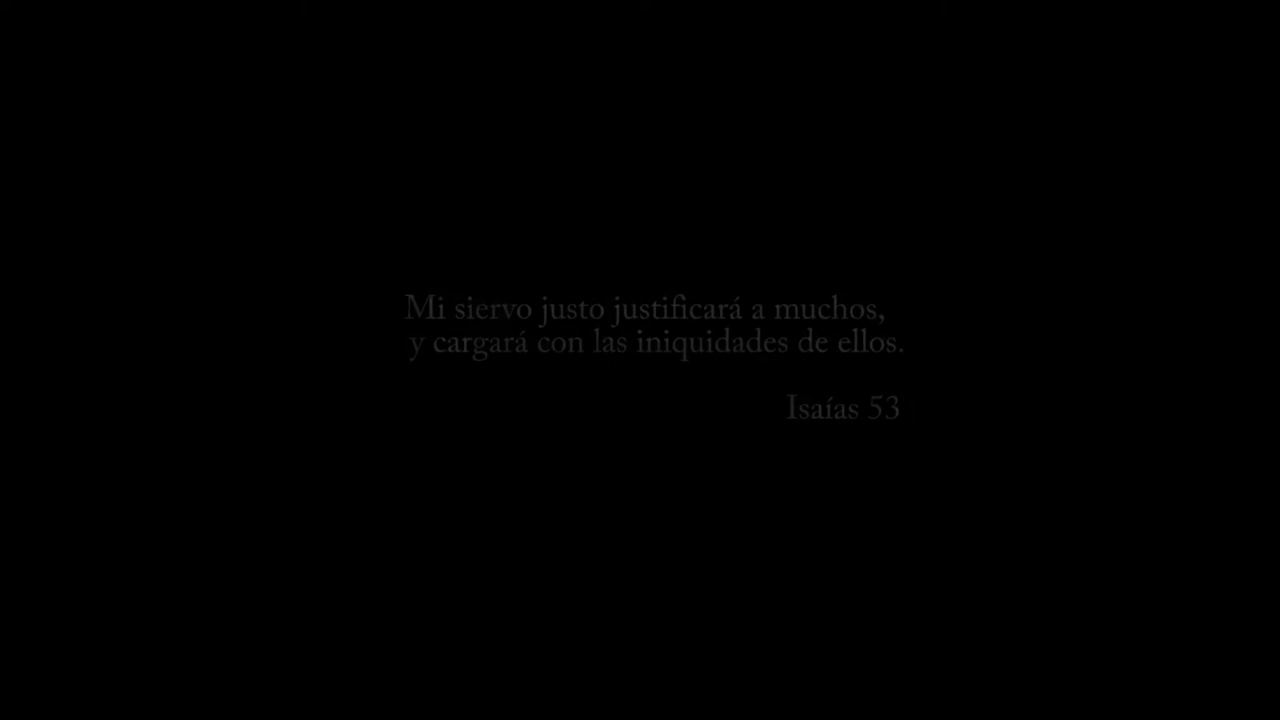 Mi siervo justo justificará a muchos,
y cargará con las iniquidades de ellos.
Isaías 53